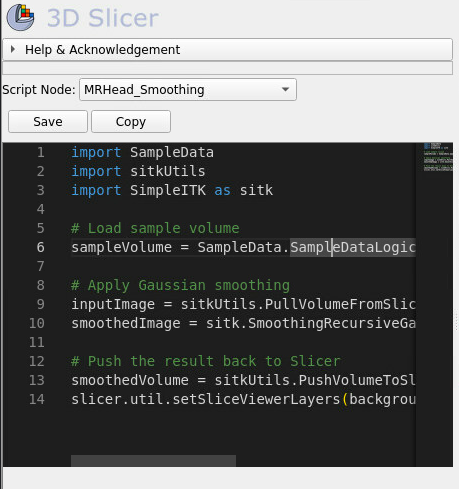 3D Slicer
Help & Acknowledgement
Script Node: MRHead_Smoothing
Save Copy
1 import SampleData
2 import sitkUtils
3 import SimpleITK as sitk
4
5 # Load sample volume
6 sampleVolume = SampleData.SampleDataLogic
7
8 # Apply Gaussian smoothing
9 inputImage = sitkUtils.PullVolumeFromSlic
10 smoothedImage = sitk.SmoothingRecursiveGa
11
12 # Push the result back to Slicer
13 smoothedVolume = sitkUtils.PushVolumeToSl
14 slicer.util.setSliceViewerLayers(backgrou